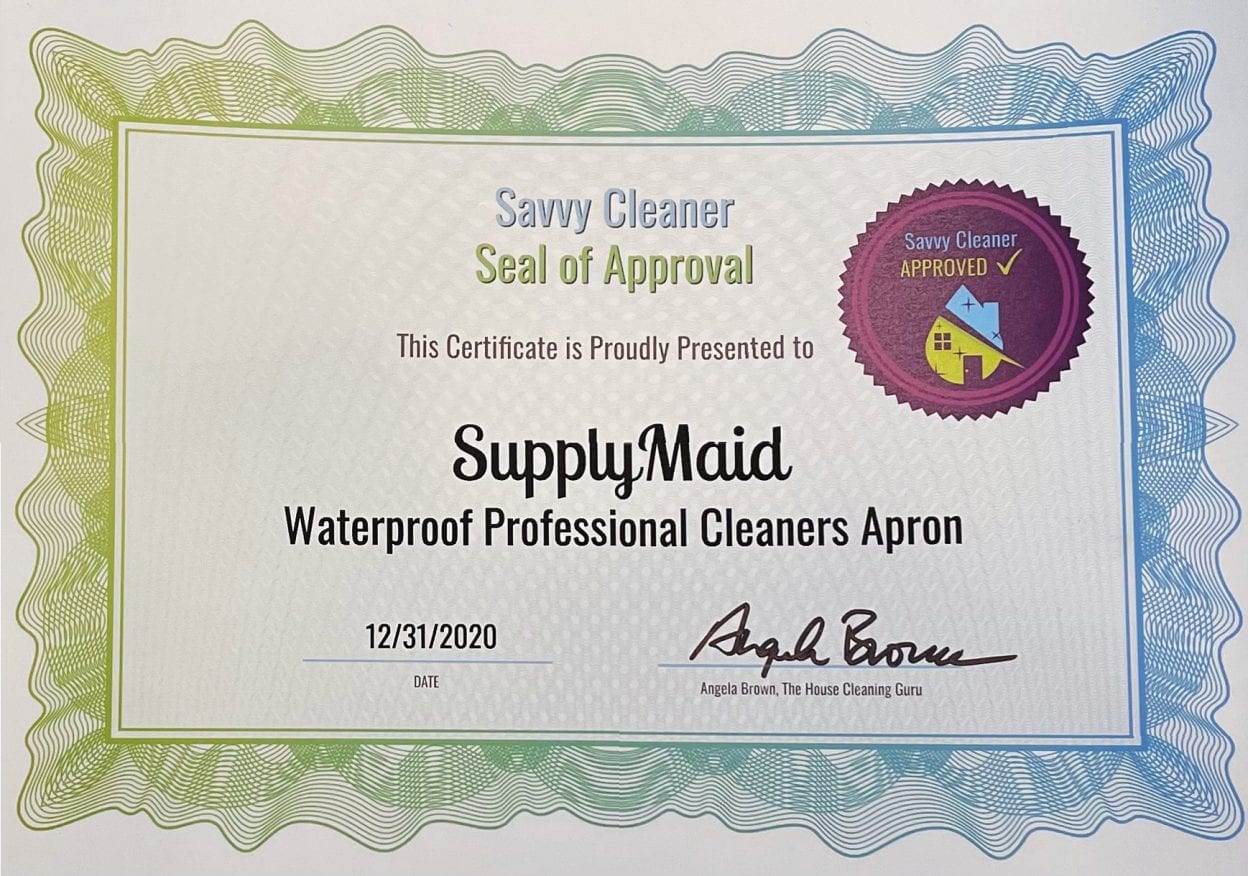 Savvy Cleaner
Seal of Approval
Savvy Cleaner
APPROVED ✓
This Certificate is Proudly Presented to
SupplyMaid
Waterproof Professional Cleaners Apron
12/31/2020
DATE
Angela Brown
Angela Brown, The House Cleaning Guru